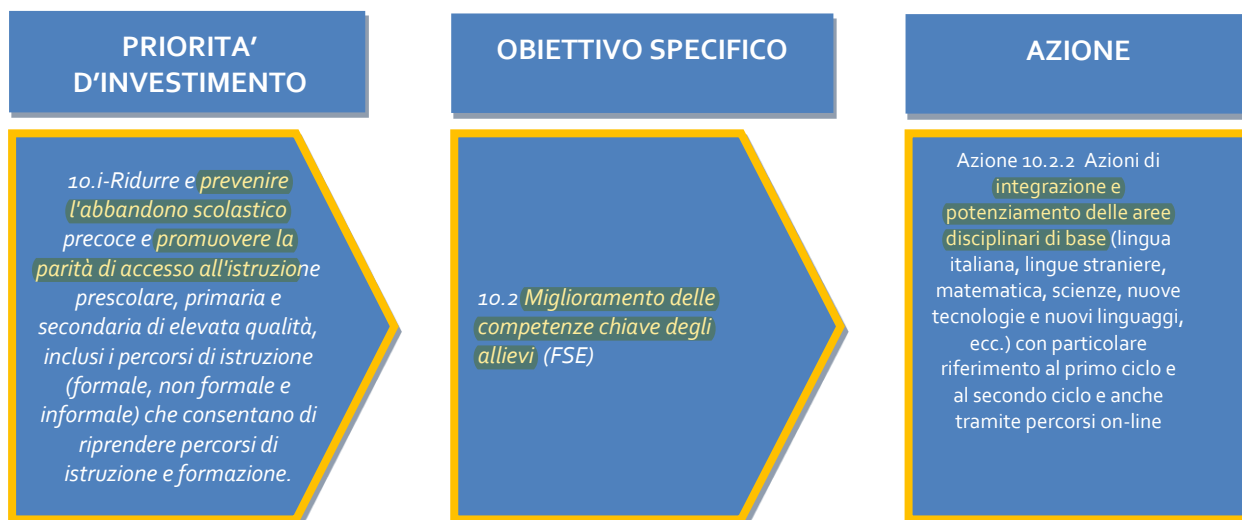 PRIORITA'
D'INVESTIMENTO
10.i-Ridurre e prevenire
l'abbandono scolastico
precoce e promuovere la
parità di accesso all'istruzione
prescolare, primaria e
secondaria di elevata qualità,
inclusi i percorsi di istruzione
(formale, non formale e
informale) che consentano di
riprendere percorsi di
istruzione e formazione.
OBIETTIVO SPECIFICO
10.2 Miglioramento delle
competenze chiave degli
allievi (FSE)
AZIONE
Azione 10.2.2 Azioni di
integrazione e
potenziamento delle aree
disciplinari di base (lingua
italiana, lingue straniere,
matematica, scienze, nuove
tecnologie e nuovi linguaggi,
ecc.) con particolare
riferimento al primo ciclo e
al secondo ciclo e anche
tramite percorsi on-line